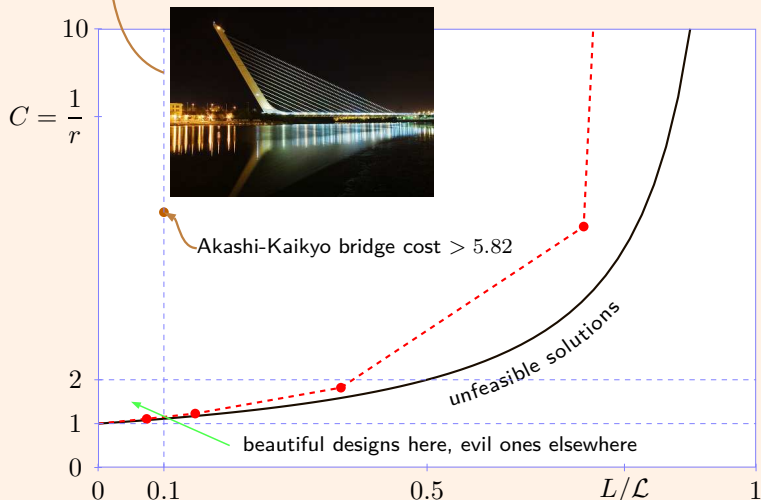 10
C = 1/r
Akashi-Kaikyo bridge cost > 5.82
unfeasible solutions
2
1
beautiful designs here, evil ones elsewhere
0
0 0.1 0.5 L/ℒ 1